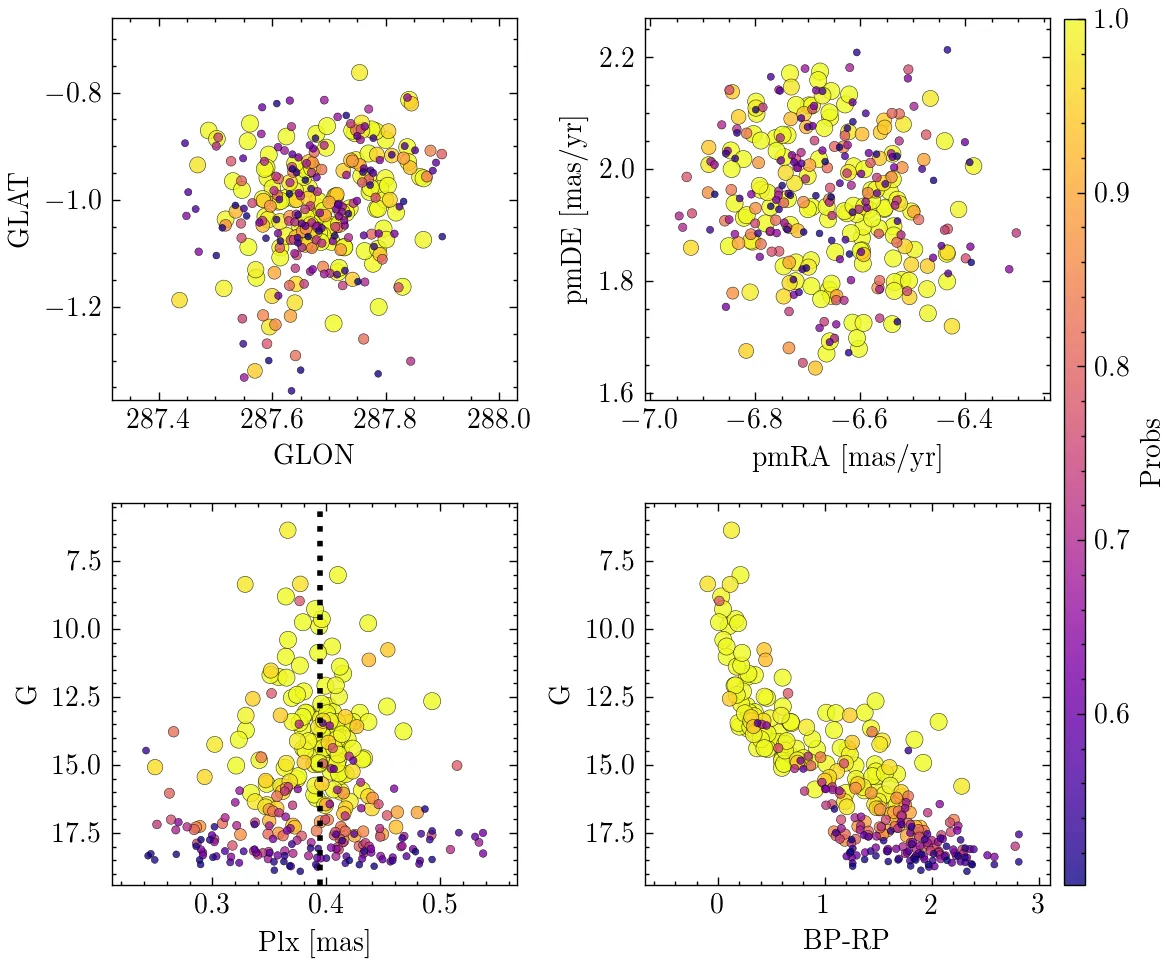 −0.8
−1.0
−1.2
GLAT
287.4 287.6 287.8 288.0
GLON
2.2
2.0
1.8
1.6
pmDE [mas/yr]
−7.0 −6.8 −6.6 −6.4
pmRA [mas/yr]
7.5
10.0
12.5
15.0
17.5
G
0.3 0.4 0.5
Plx [mas]
7.5
10.0
12.5
15.0
17.5
G
0 1 2 3
BP-RP
1.0
0.9
0.8
0.7
0.6
Probs